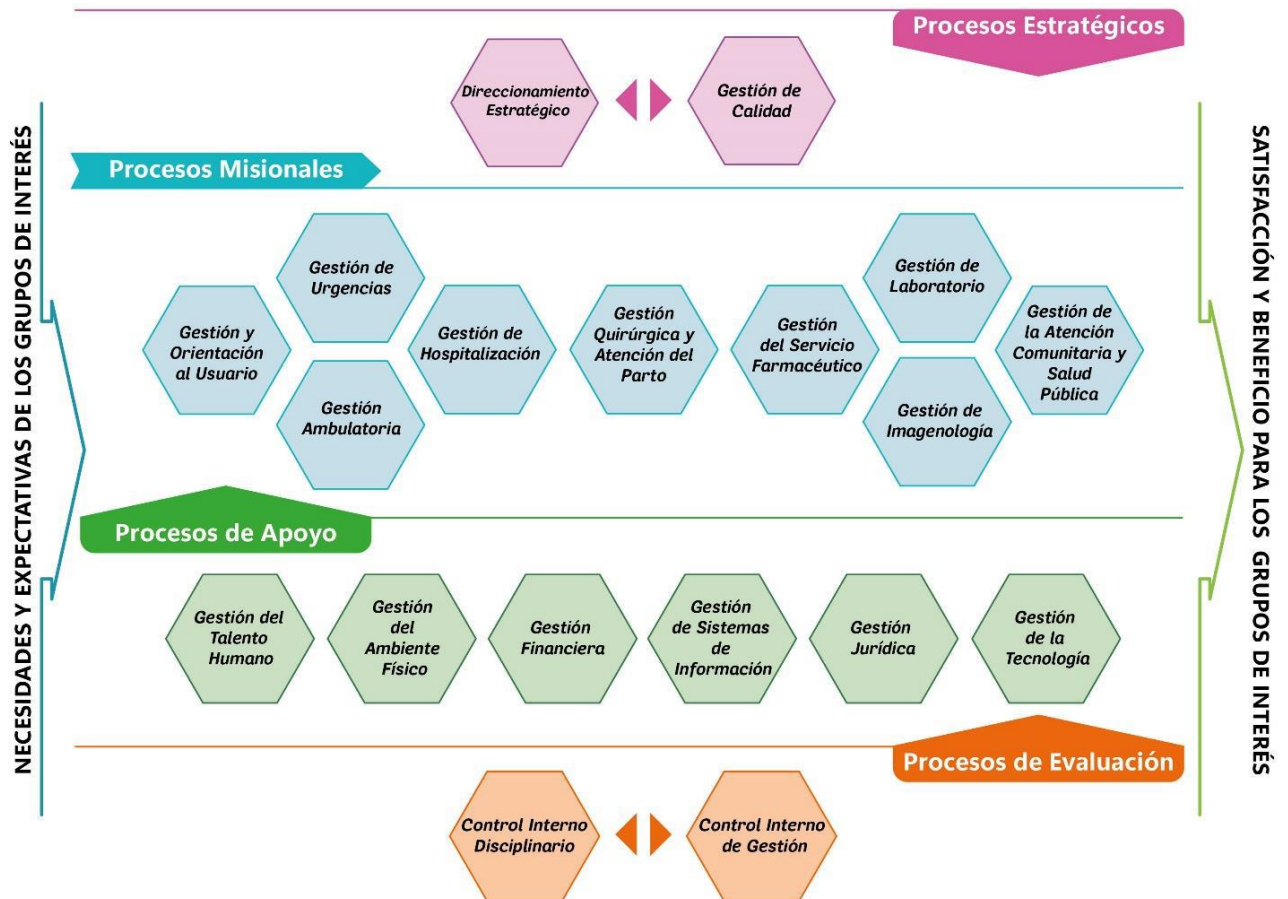 Procesos Estratégicos
Direccionamiento
Estratégico
Gestión de
Calidad
NECESIDADES Y EXPECTATIVAS DE LOS GRUPOS DE INTERÉS
SATISFACCIÓN Y BENEFICIO PARA LOS GRUPOS DE INTERÉS
Procesos Misionales
Gestión y
Orientación
al Usuario
Gestión de
Urgencias
Gestión
Ambulatoria
Gestión de
Hospitalización
Gestión
Quirúrgica y
Atención del
Parto
Gestión
del Servicio
Farmacéutico
Gestión de
Laboratorio
Gestión de
Imagenología
Gestión de
la Atención
Comunitaria y
Salud
Pública
Procesos de Apoyo
Gestión del
Talento
Humano
Gestión
del
Ambiente
Físico
Gestión
Financiera
Gestión
de Sistemas
de
Información
Gestión
Jurídica
Gestión
de la
Tecnología
Procesos de Evaluación
Control Interno
Disciplinario
Control Interno
de Gestión